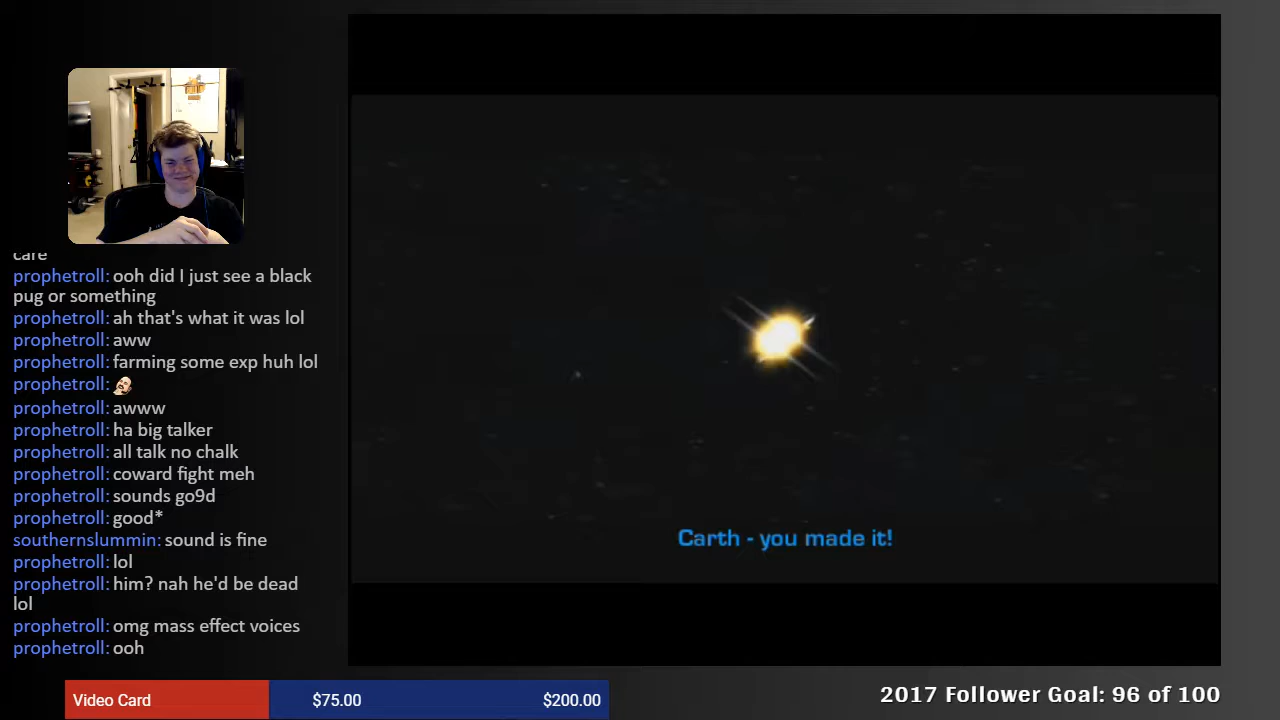 care
prophetroll: ooh did I just see a black
pug or something
prophetroll: ah that's what it was lol
prophetroll: aww
prophetroll: farming some exp huh lol
prophetroll:
prophetroll: awww
prophetroll: ha big talker
prophetroll: all talk no chalk
prophetroll: coward fight meh
prophetroll: sounds go9d
prophetroll: good*
southernslummin: sound is fine
prophetroll: lol
prophetroll: him? nah he'd be dead
lol
prophetroll: omg mass effect voices
prophetroll: ooh
Carth - you made it!
Video Card $75.00 $200.00
2017 Follower Goal: 96 of 100